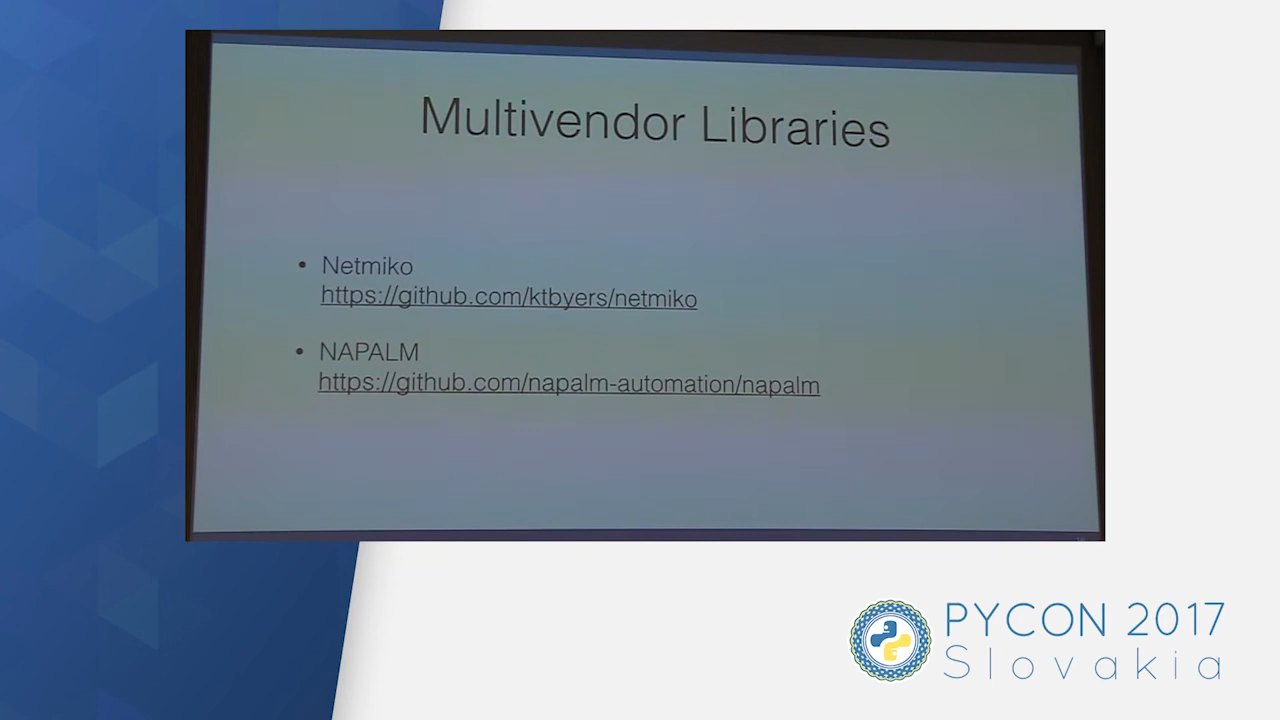 Multivendor Libraries
• Netmiko
https://github.com/ktbyers/netmiko
• NAPALM
https://github.com/napalm-automation/napalm
PYCON 2017
Slovakia